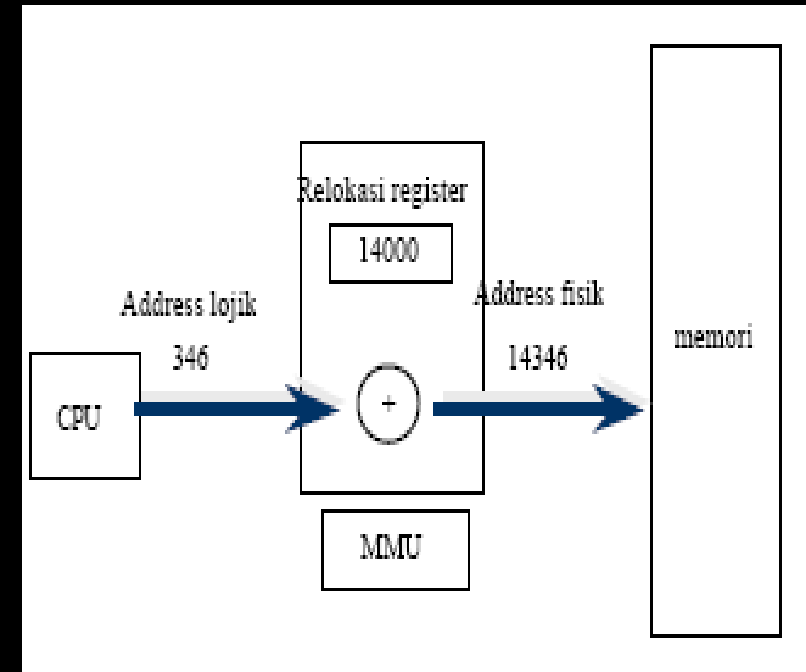 Relokasi register
14000
Address lojik
346
Address fisik
14346
CPU
+
memori
MMU